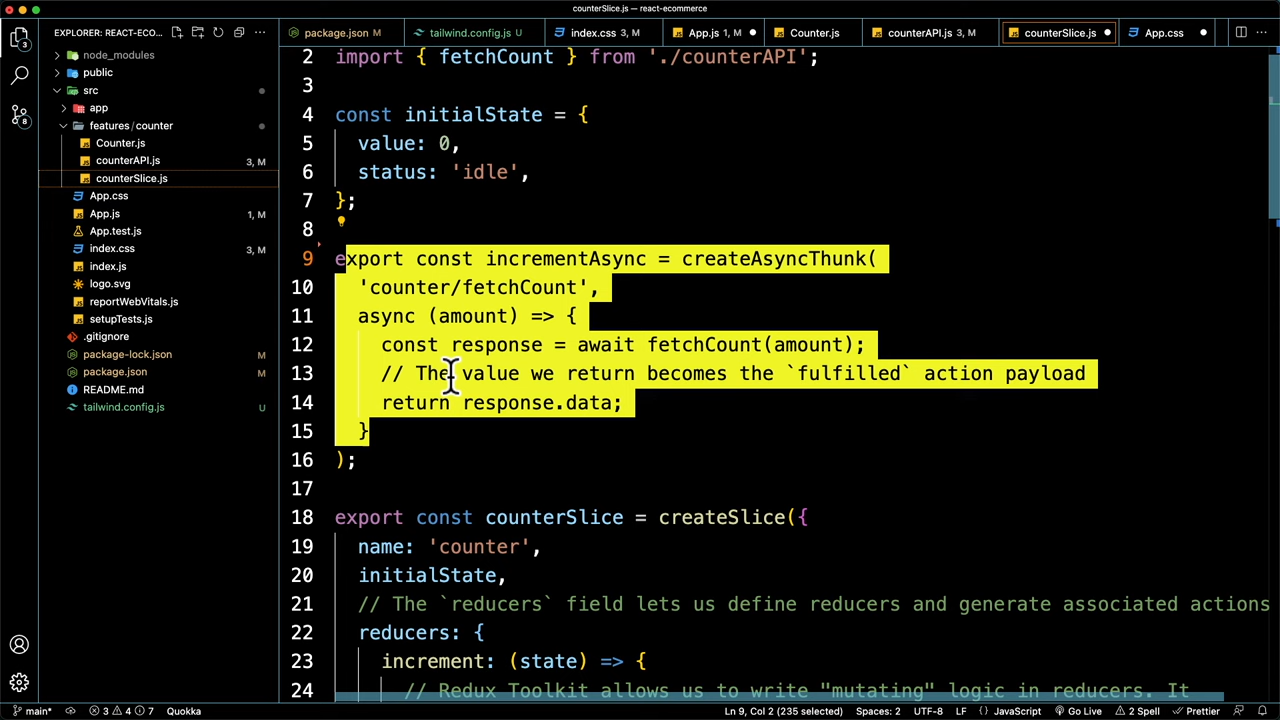 counterSlice.js — react-ecommerce
EXPLORER: REACT-ECO...
package.json M
tailwind.config.js U
index.css 3, M
App.js 1, M
Counter.js
counterAPI.js 3, M
counterSlice.js
App.css
node_modules
public
src
app
features/counter
Counter.js
counterAPI.js 3, M
counterSlice.js
App.css
App.js 1, M
App.test.js
index.css 3, M
index.js
logo.svg
reportWebVitals.js
setupTests.js
.gitignore
package-lock.json M
package.json M
README.md
tailwind.config.js U
3
8
2 import { fetchCount } from './counterAPI';
3
4 const initialState = {
5 value: 0,
6 status: 'idle',
7 };
8
9 export const incrementAsync = createAsyncThunk(
10 'counter/fetchCount',
11 async (amount) => {
12 const response = await fetchCount(amount);
13 // The value we return becomes the `fulfilled` action payload
14 return response.data;
15 }
16 );
17
18 export const counterSlice = createSlice({
19 name: 'counter',
20 initialState,
21 // The `reducers` field lets us define reducers and generate associated actions
22 reducers: {
23 increment: (state) => {
24 // Redux Toolkit allows us to write "mutating" logic in reducers. It
main* 3 4 7 Quokka Ln 9, Col 2 (235 selected) Spaces: 2 UTF-8 LF {} JavaScript Go Live 2 Spell Prettier